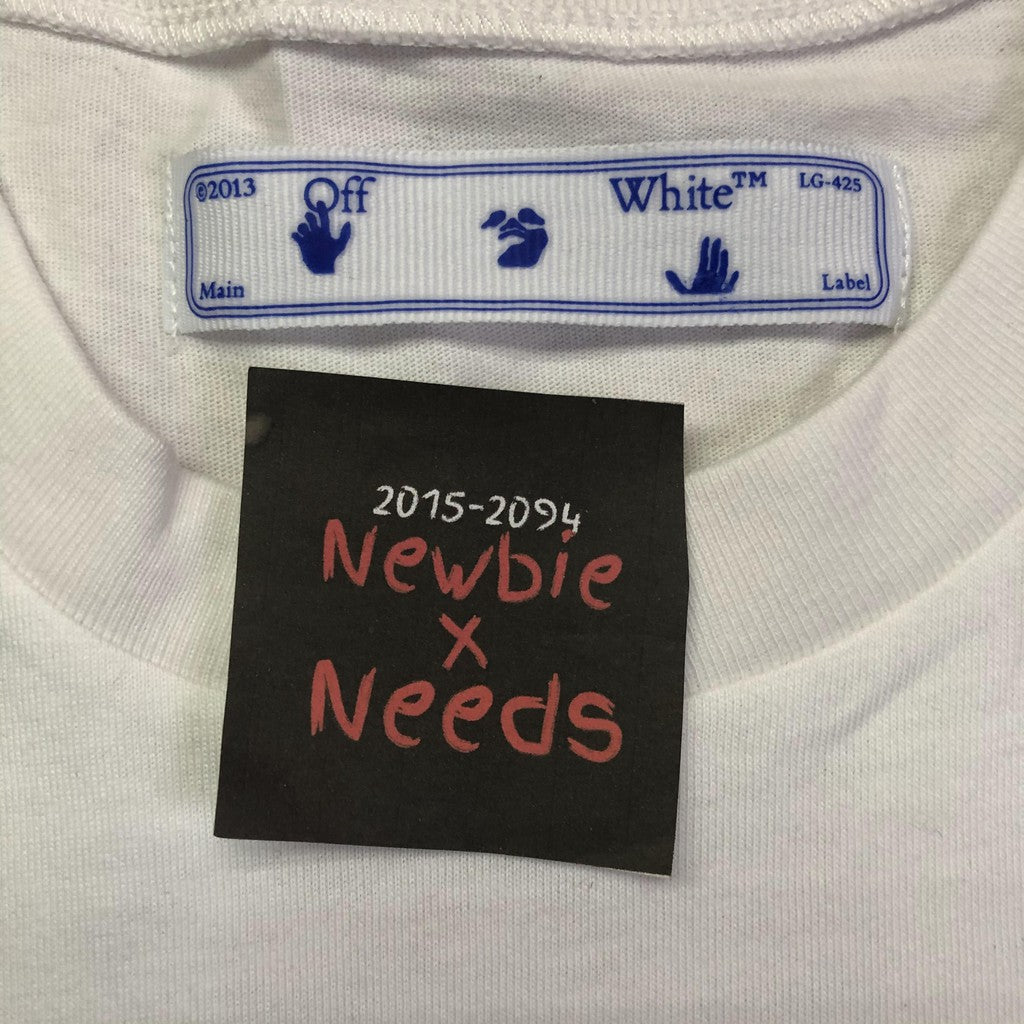 ©2013 Off White™ LG-425
Main Label
2015-2094
Newbie
x
Needs